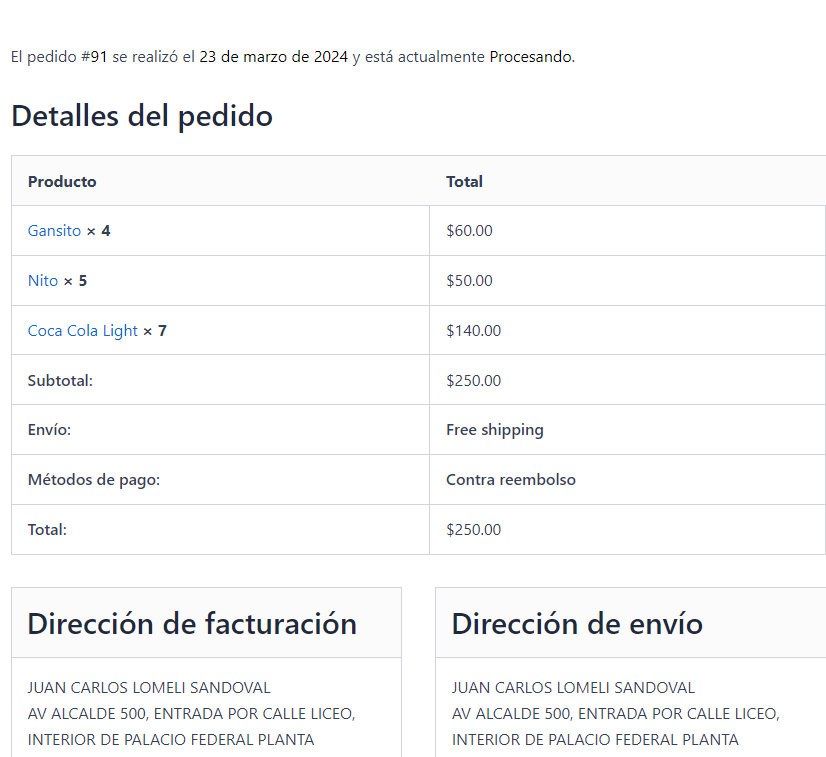 El pedido #91 se realizó el 23 de marzo de 2024 y está actualmente Procesando.
Detalles del pedido
Producto Total
Gansito × 4 $60.00
Nito × 5 $50.00
Coca Cola Light × 7 $140.00
Subtotal: $250.00
Envío: Free shipping
Métodos de pago: Contra reembolso
Total: $250.00
Dirección de facturación
JUAN CARLOS LOMELI SANDOVAL
AV ALCALDE 500, ENTRADA POR CALLE LICEO,
INTERIOR DE PALACIO FEDERAL PLANTA
Dirección de envío
JUAN CARLOS LOMELI SANDOVAL
AV ALCALDE 500, ENTRADA POR CALLE LICEO,
INTERIOR DE PALACIO FEDERAL PLANTA